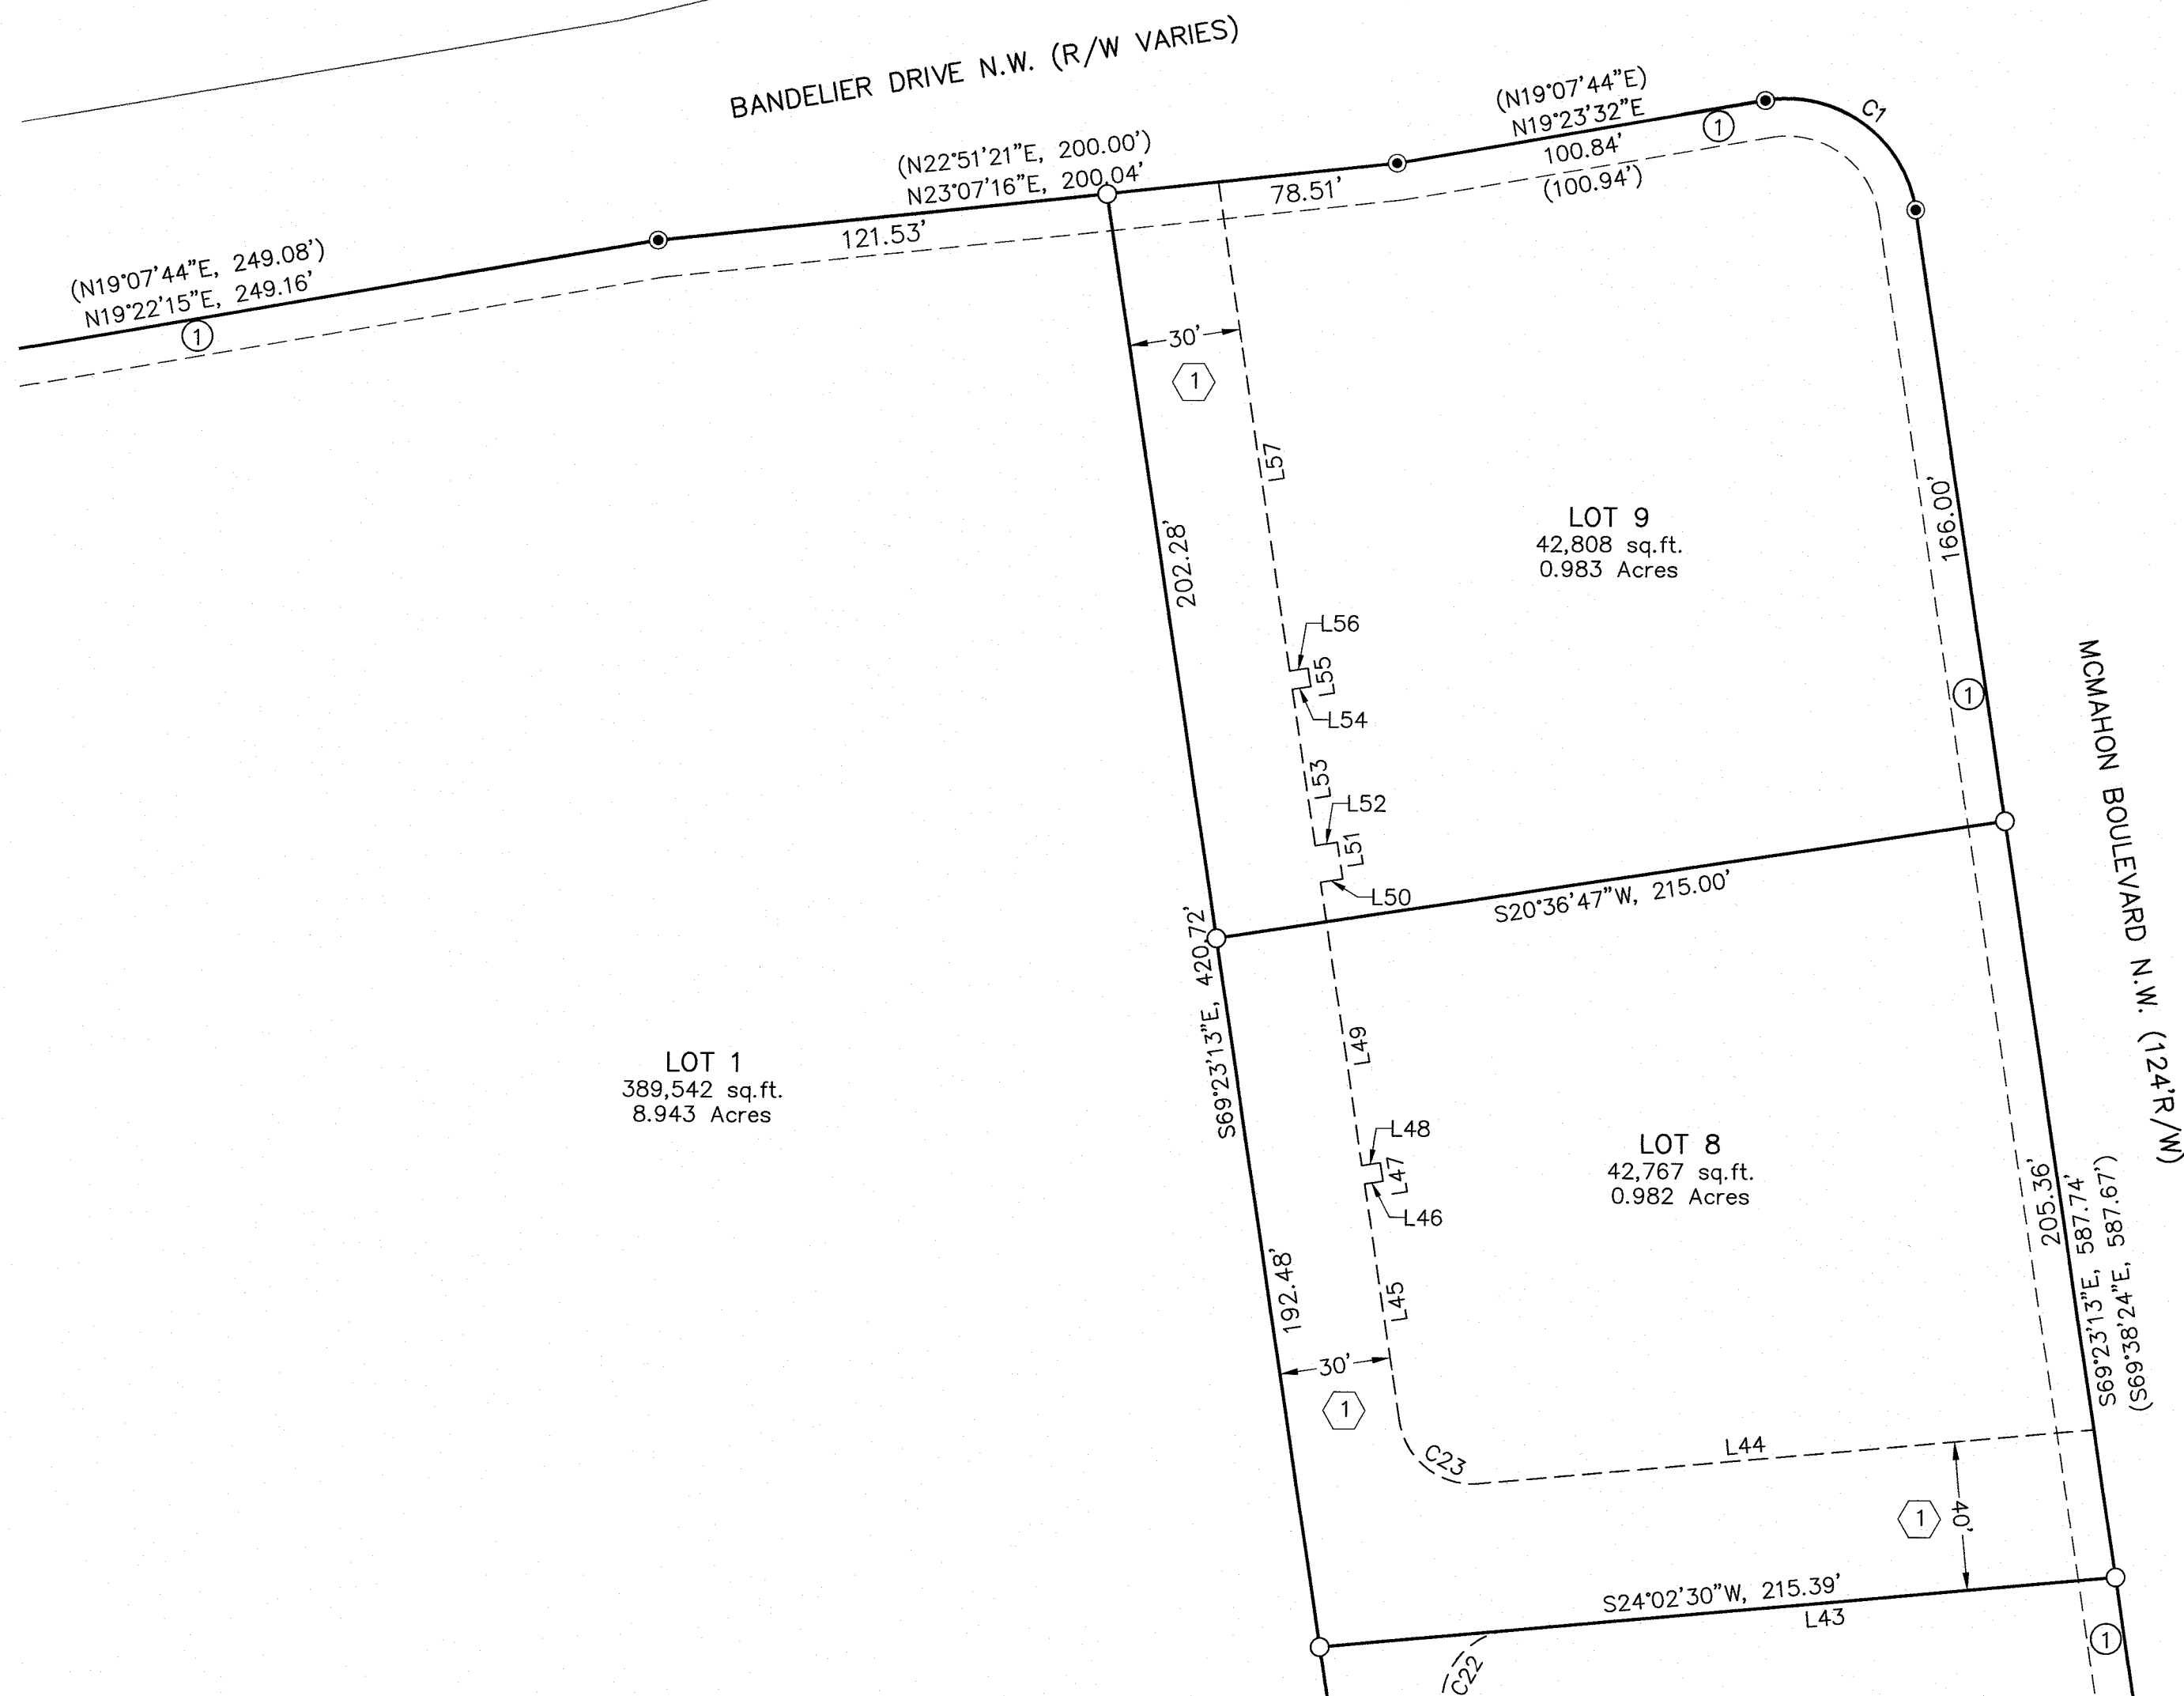 BANDELIER DRIVE N.W. (R/W VARIES)
(N19°07'44"E)
N19°23'32"E
1
100.84'
(100.94')
C1
(N22°51'21"E, 200.00')
N23°07'16"E, 200.04'
78.51'
121.53'
(N19°07'44"E, 249.08')
N19°22'15"E, 249.16'
1
30'
1
L57
202.28'
LOT 9
42,808 sq.ft.
0.983 Acres
166.00'
L56
L55
L54
1
L53
L52
L51
L50
S20°36'47"W, 215.00'
MCMAHON BOULEVARD N.W. (124'R/W)
S69°23'13"E, 420.72'
L49
LOT 1
389,542 sq.ft.
8.943 Acres
L48
L47
L46
LOT 8
42,767 sq.ft.
0.982 Acres
205.36'
S69°23'13"E, 587.74'
(S69°38'24"E, 587.67')
192.48'
L45
30'
1
C23
L44
1
40'
S24°02'30"W, 215.39'
L43
1
C22